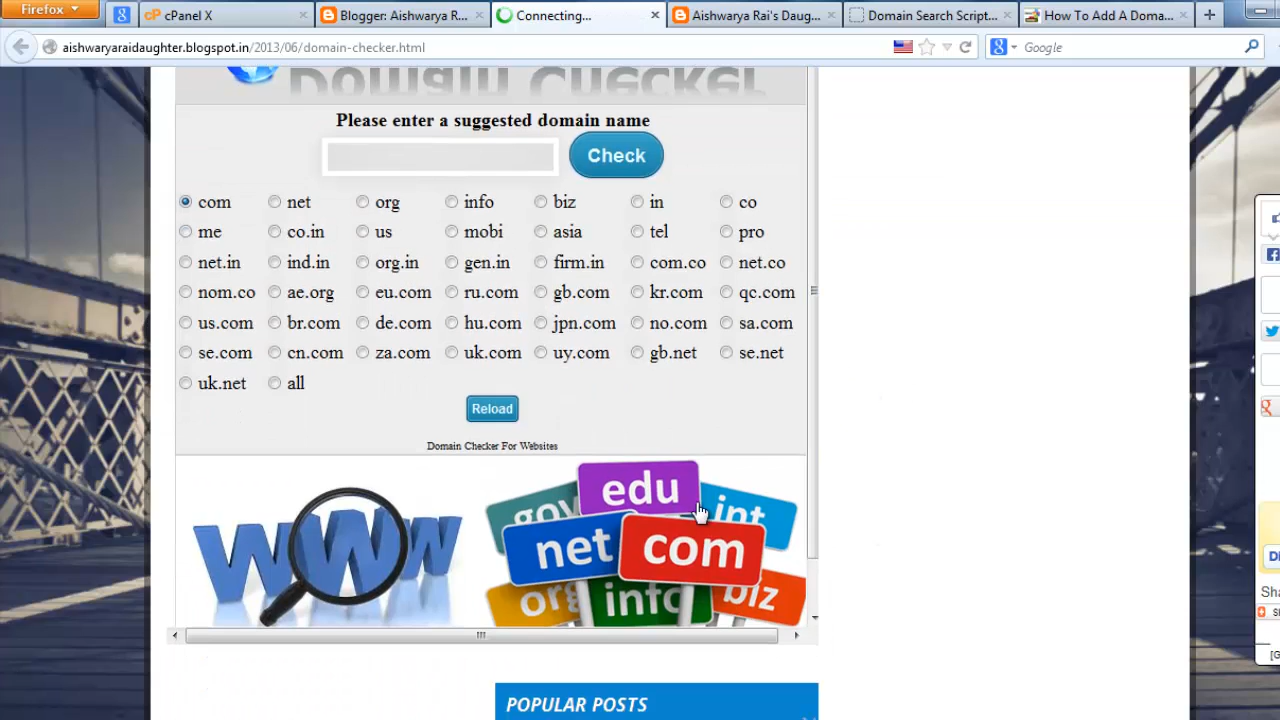 Firefox
cPanel X
Blogger: Aishwarya R...
Connecting...
Aishwarya Rai's Daug...
Domain Search Script...
How To Add A Doma...
aishwaryaraidaughter.blogspot.in/2013/06/domain-checker.html
Google
Domain Checker
Please enter a suggested domain name
Check
com net org info biz in co
me co.in us mobi asia tel pro
net.in ind.in org.in gen.in firm.in com.co net.co
nom.co ae.org eu.com ru.com gb.com kr.com qc.com
us.com br.com de.com hu.com jpn.com no.com sa.com
se.com cn.com za.com uk.com uy.com gb.net se.net
uk.net all
Reload
Domain Checker For Websites
www
gov edu int
net com
org info biz
POPULAR POSTS
Sha
[G